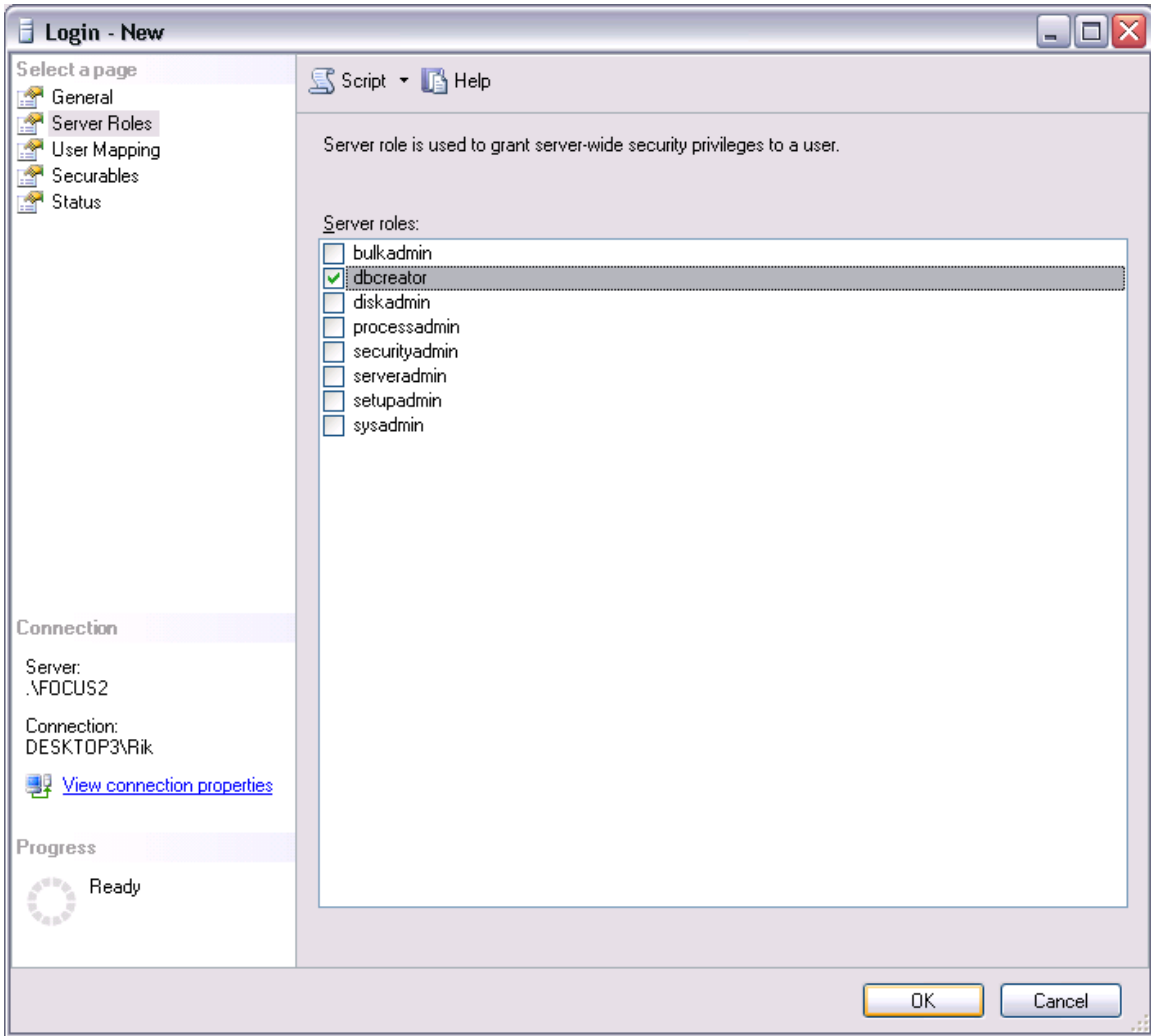 Login - New
Select a page
General
Server Roles
User Mapping
Securables
Status
Script
Help
Server role is used to grant server-wide security privileges to a user.
Server roles:
bulkadmin
dbcreator
diskadmin
processadmin
securityadmin
serveradmin
setupadmin
sysadmin
Connection
Server:
.\FOCUS2
Connection:
DESKTOP3\Rik
View connection properties
Progress
Ready
OK
Cancel